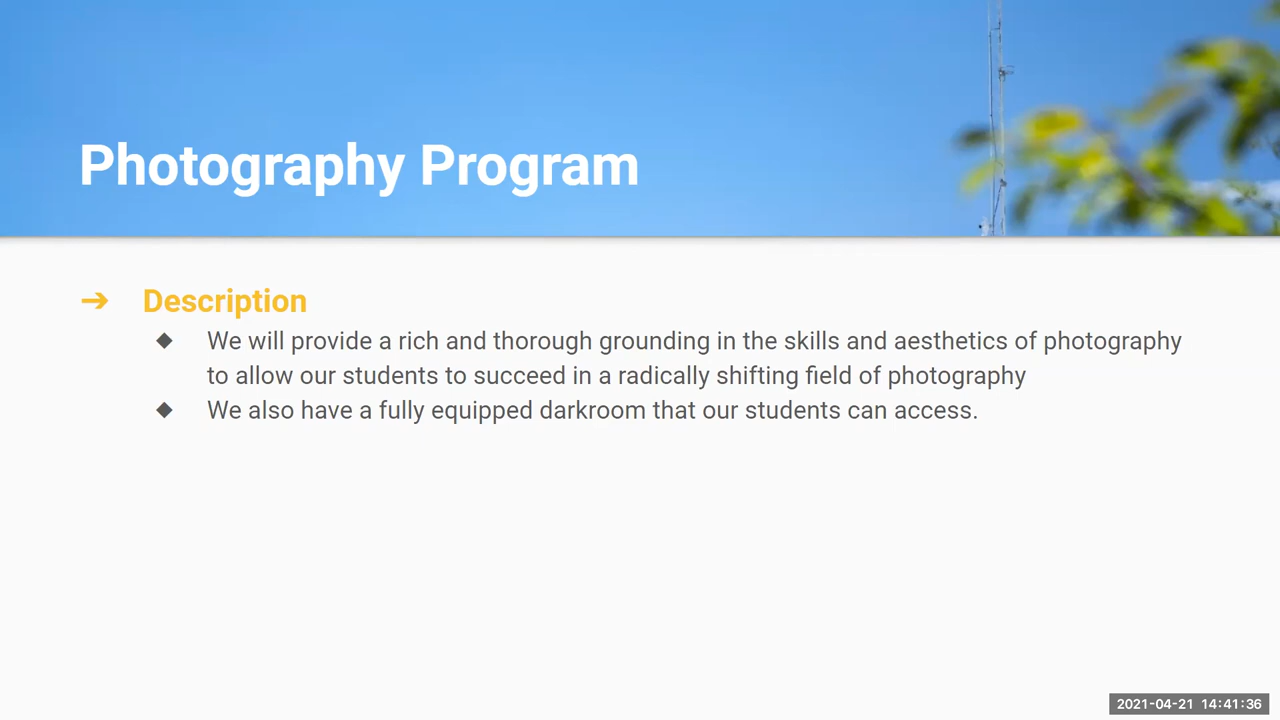 Photography Program
➔ Description
◆ We will provide a rich and thorough grounding in the skills and aesthetics of photography
to allow our students to succeed in a radically shifting field of photography
◆ We also have a fully equipped darkroom that our students can access.
2021-04-21 14:41:36